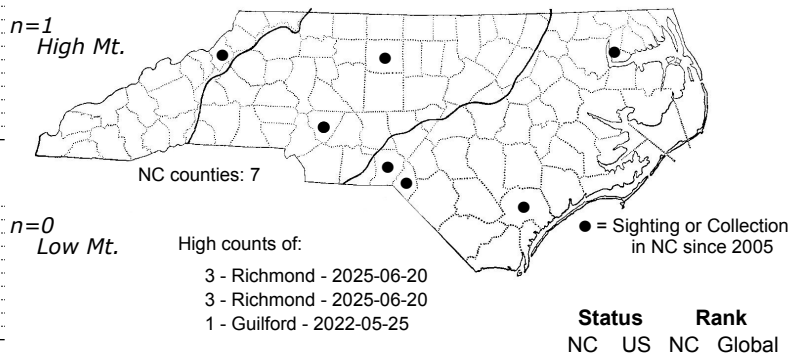 n=1
High Mt.
NC counties: 7
n=0
Low Mt.
High counts of:
3 - Richmond - 2025-06-20
3 - Richmond - 2025-06-20
1 - Guilford - 2022-05-25
● = Sighting or Collection
in NC since 2005
Status Rank
NC US NC Global